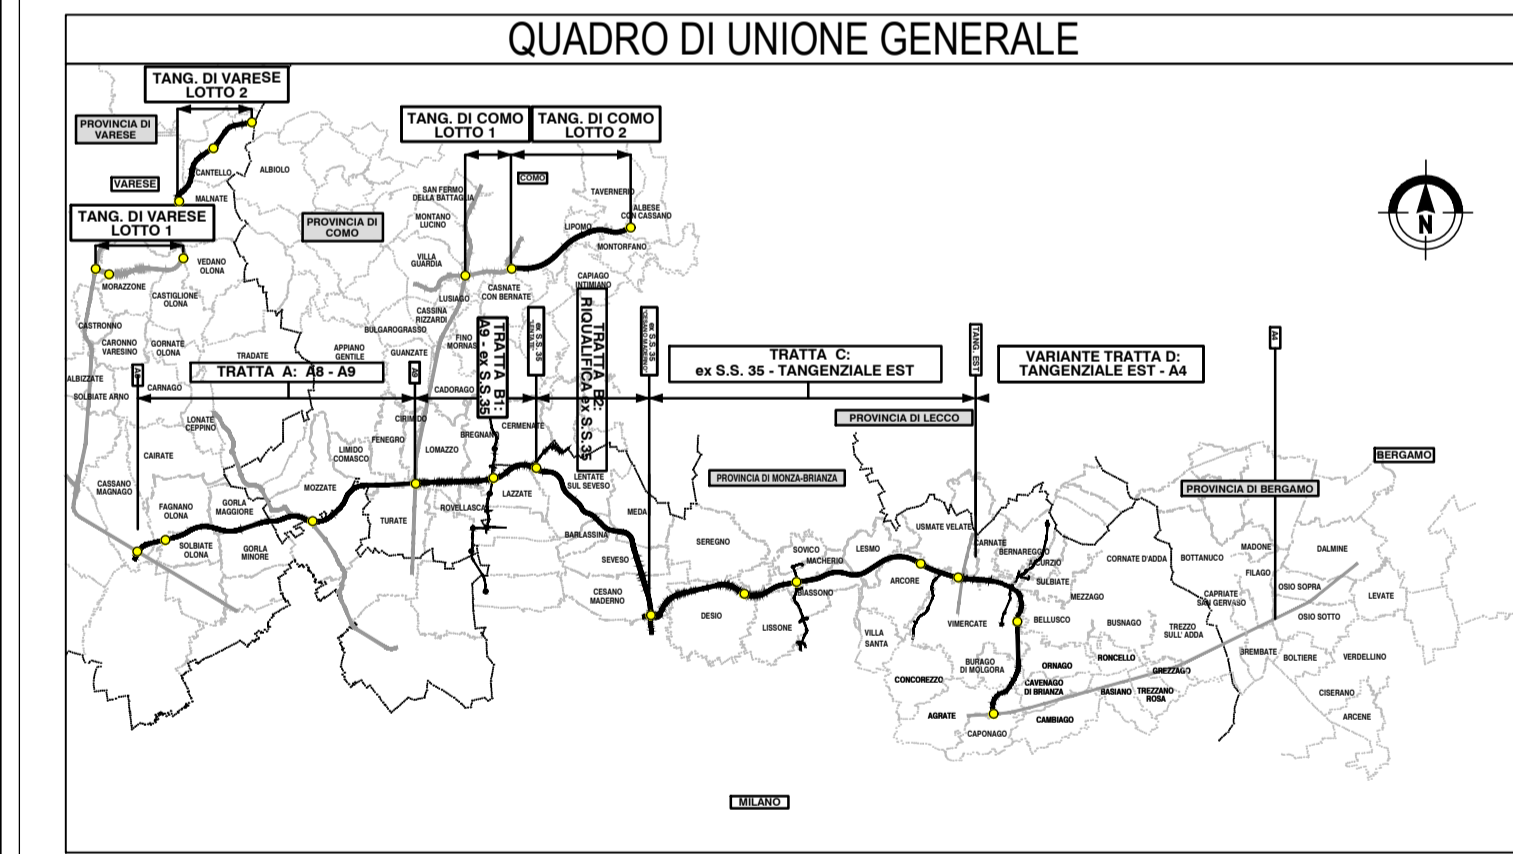 QUADRO DI UNIONE GENERALE
TANG. DI VARESE
LOTTO 2
PROVINCIA DI
VARESE
VARESE
CANTELLO
ALBIOLO
MALNATE
TANG. DI VARESE
LOTTO 1
VEDANO
OLONA
MORAZZONE
CASTIGLIONE
OLONA
PROVINCIA DI
COMO
TANG. DI COMO
LOTTO 1
TANG. DI COMO
LOTTO 2
COMO
SAN FERMO
DELLA BATTAGLIA
MONTANO
LUCINO
VILLA
GUARDIA
TAVERNERIO
ALBESE
CON CASSANO
LIPOMO
MONTORFANO
CAPIAGO
INTIMIANO
LUSIAGO
CASNATE
CON BERNATE
CASSINA
RIZZARDI
BULGAROGRASSO
FINO
MORNAS
CASTRONNO
CARONNO
VARESINO
GORNATE
OLONA
TRADATE
APPIANO
GENTILE
GUANZATE
ALBIZZATE
CARNAGO
SOLBIATE ARNO
CADORAGO
TRATTA A: A8 - A9
A9
TRATTA B1:
A9 - ex S.S.35
ex S.S. 35
TRATTA B2:
RIQUALIFICA ex S.S.35
ex S.S. 35
TRATTA C:
ex S.S. 35 - TANGENZIALE EST
TANG. EST
VARIANTE TRATTA D:
TANGENZIALE EST - A4
A4
PROVINCIA DI LECCO
BERGAMO
PROVINCIA DI BERGAMO
PROVINCIA DI MONZA-BRIANZA
N
LONATE
CEPPINO
CIRIMIDO
FENEGRO
BREGNANO
CERMENATE
LIMIDO
COMASCO
LOMAZZO
CAIRATE
CASSANO
MAGNAGO
MOZZATE
LENTATE
SUL SEVESO
LAZZATE
FAGNANO
OLONA
GORLA
MAGGIORE
ROVELLASCA
TURATE
MEDA
BARLASSINA
SOLBIATE
OLONA
GORLA
MINORE
SEVESO
SEREGNO
SOVICO
MACHERIO
LESMO
USMATE VELATE
CARNATE
BERNAREGGIO
CORNATE D'ADDA
BOTTANUCO
MADONE
DALMINE
FILAGO
CESANO
MADERNO
BIASSONO
ARCORE
SULBIATE
MEZZAGO
CAPRIATE
SAN GERVASO
OSIO SOPRA
LEVATE
OSIO SOTTO
DESIO
LISSONE
VILLA
SANTA
VIMERCATE
BELLUSCO
BUSNAGO
TREZZO
SULL' ADDA
BREMBATE
BOLTIERE
VERDELLINO
BURAGO
DI MOLGORA
ORNAGO
RONCELLO
GREZZAGO
CONCOREZZO
CAVENAGO
DI BRIANZA
BASIANO
TREZZANO
ROSA
CISERANO
AGRATE
CAMBIAGO
ARCENE
CAPONAGO
MILANO